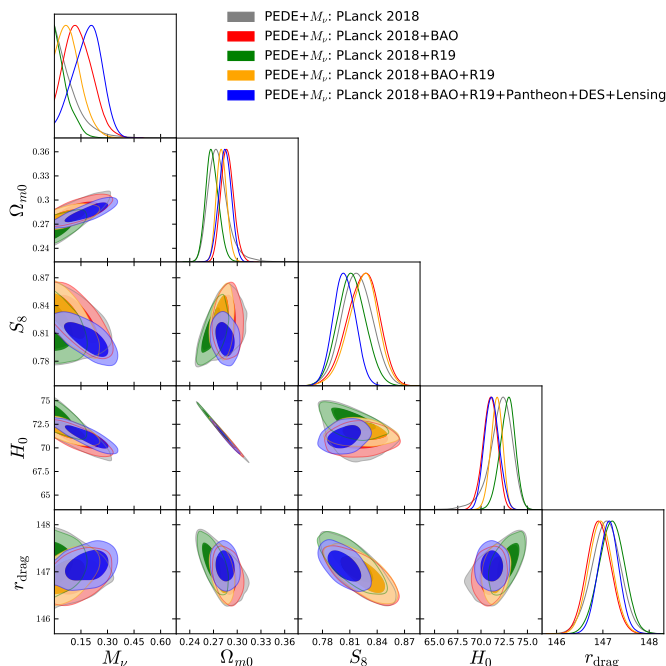 PEDE+Mν: PLanck 2018
PEDE+Mν: PLanck 2018+BAO
PEDE+Mν: PLanck 2018+R19
PEDE+Mν: PLanck 2018+BAO+R19
PEDE+Mν: PLanck 2018+BAO+R19+Pantheon+DES+Lensing
0.36
0.33
0.30
0.27
0.24
Ωm0
0.87
0.84
0.81
0.78
S8
75
72.5
70
67.5
65
H0
148
147
146
rdrag
0.15 0.30 0.45 0.60
0.24 0.27 0.30 0.33 0.36
0.78 0.81 0.84 0.87
65.0 67.5 70.0 72.5 75.0
146 147 148
Mν Ωm0 S8 H0 rdrag